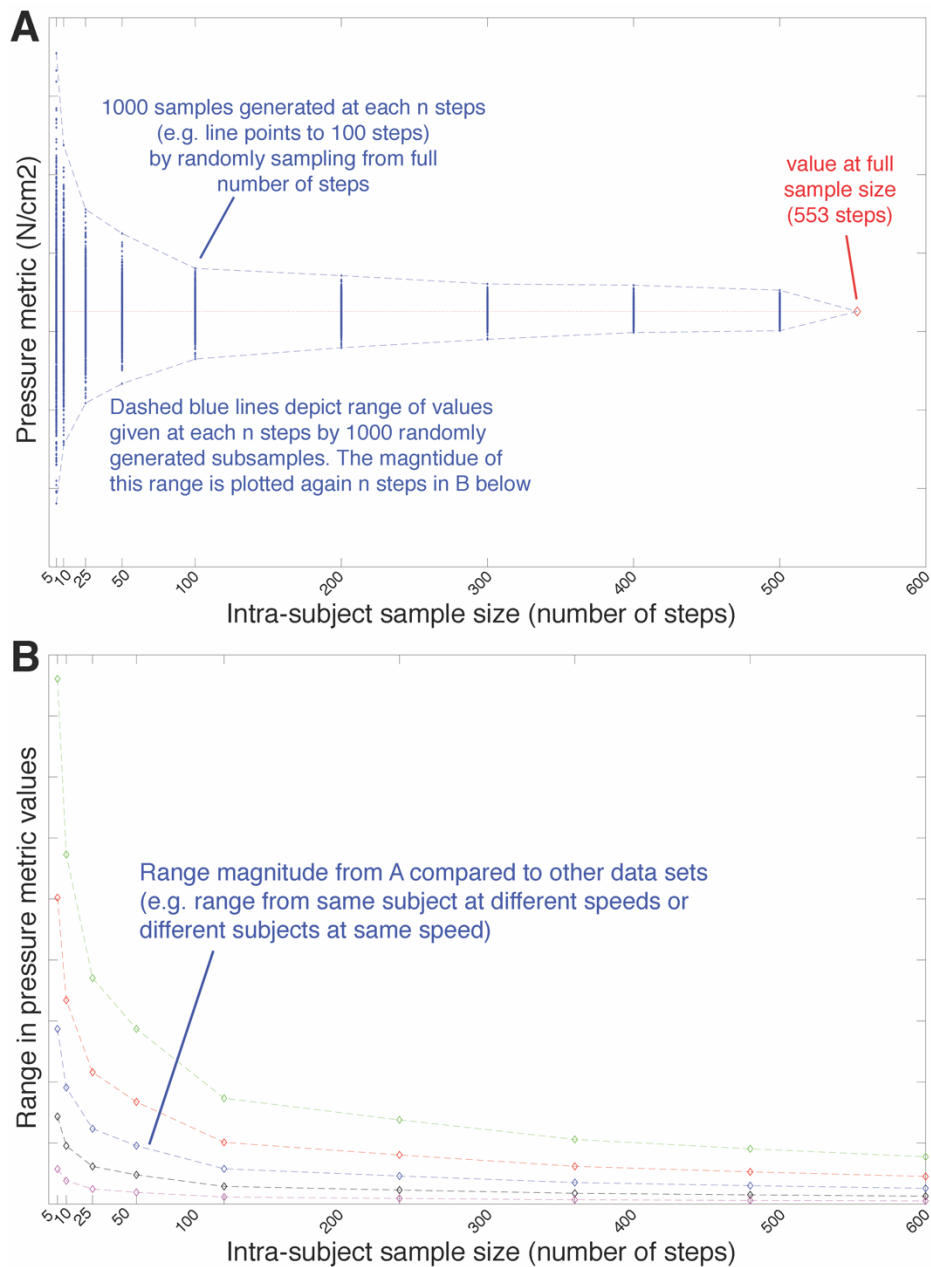 A
Pressure metric (N/cm2)
1000 samples generated at each n steps
(e.g. line points to 100 steps)
by randomly sampling from full
number of steps
value at full
sample size
(553 steps)
Dashed blue lines depict range of values
given at each n steps by 1000 randomly
generated subsamples. The magntidue of
this range is plotted again n steps in B below
5 10 25 50 100 200 300 400 500 600
Intra-subject sample size (number of steps)
B
Range in pressure metric values
Range magnitude from A compared to other data sets
(e.g. range from same subject at different speeds or
different subjects at same speed)
5 10 25 50 100 200 300 400 500 600
Intra-subject sample size (number of steps)